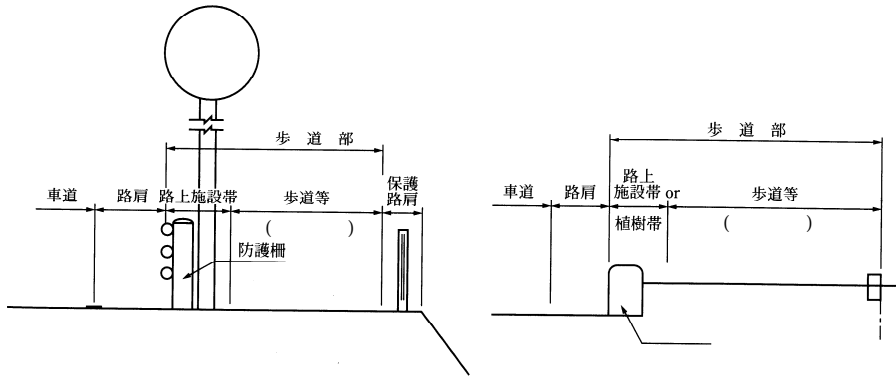 歩道部
車道
路肩
路上施設帯
歩道等
保護
路肩
(　　　　)
防護柵
歩道部
車道
路肩
路上
施設帯 or
植樹帯
歩道等
(　　　　)